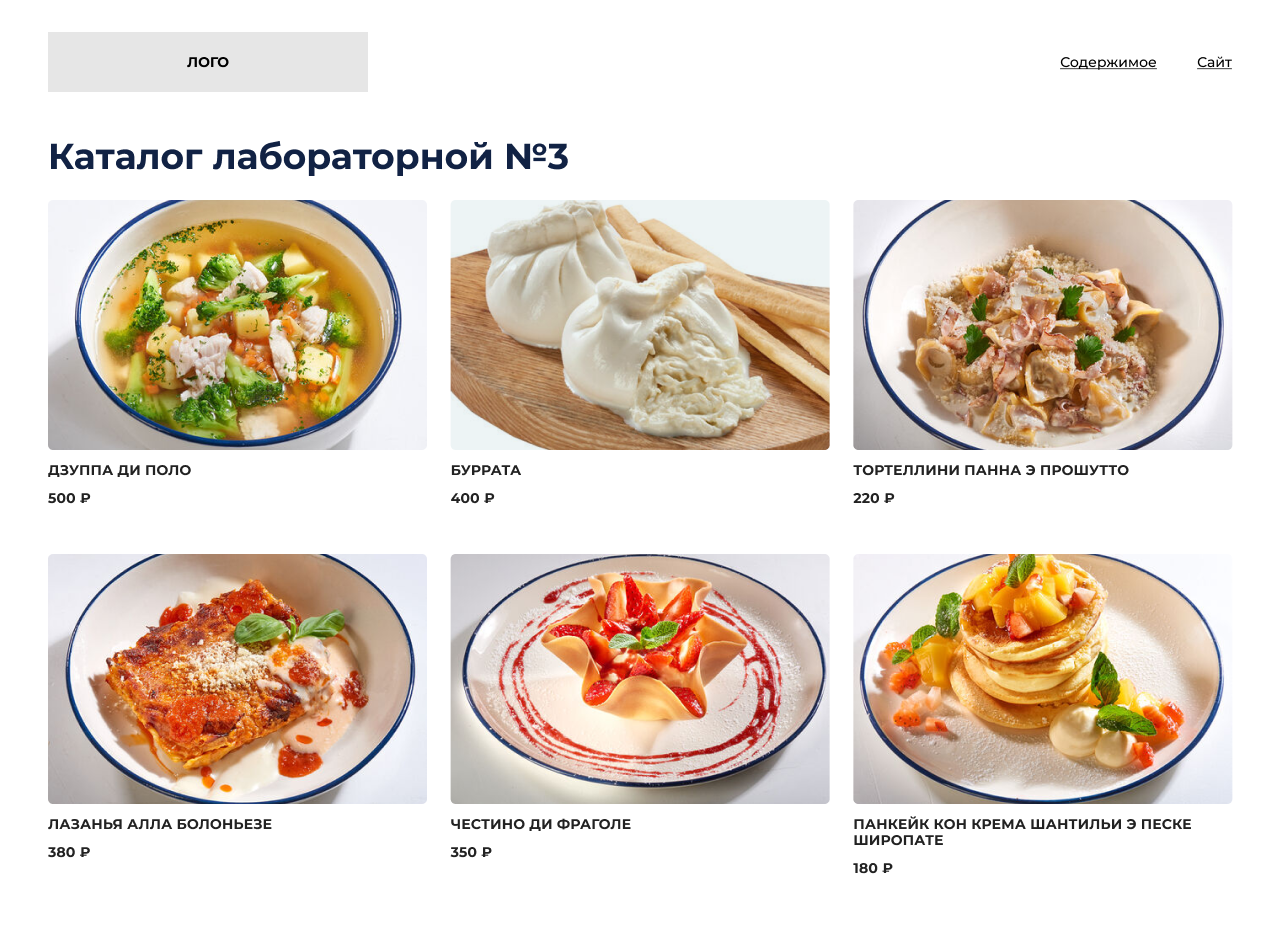 ЛОГО
Содержимое
Сайт
Каталог лабораторной №3
ДЗУППА ДИ ПОЛО
500 ₽
БУРРАТА
400 ₽
ТОРТЕЛЛИНИ ПАННА Э ПРОШУТТО
220 ₽
ЛАЗАНЬЯ АЛЛА БОЛОНЬЕЗЕ
380 ₽
ЧЕСТИНО ДИ ФРАГОЛЕ
350 ₽
ПАНКЕЙК КОН КРЕМА ШАНТИЛЬИ Э ПЕСКЕ
ШИРОПАТЕ
180 ₽